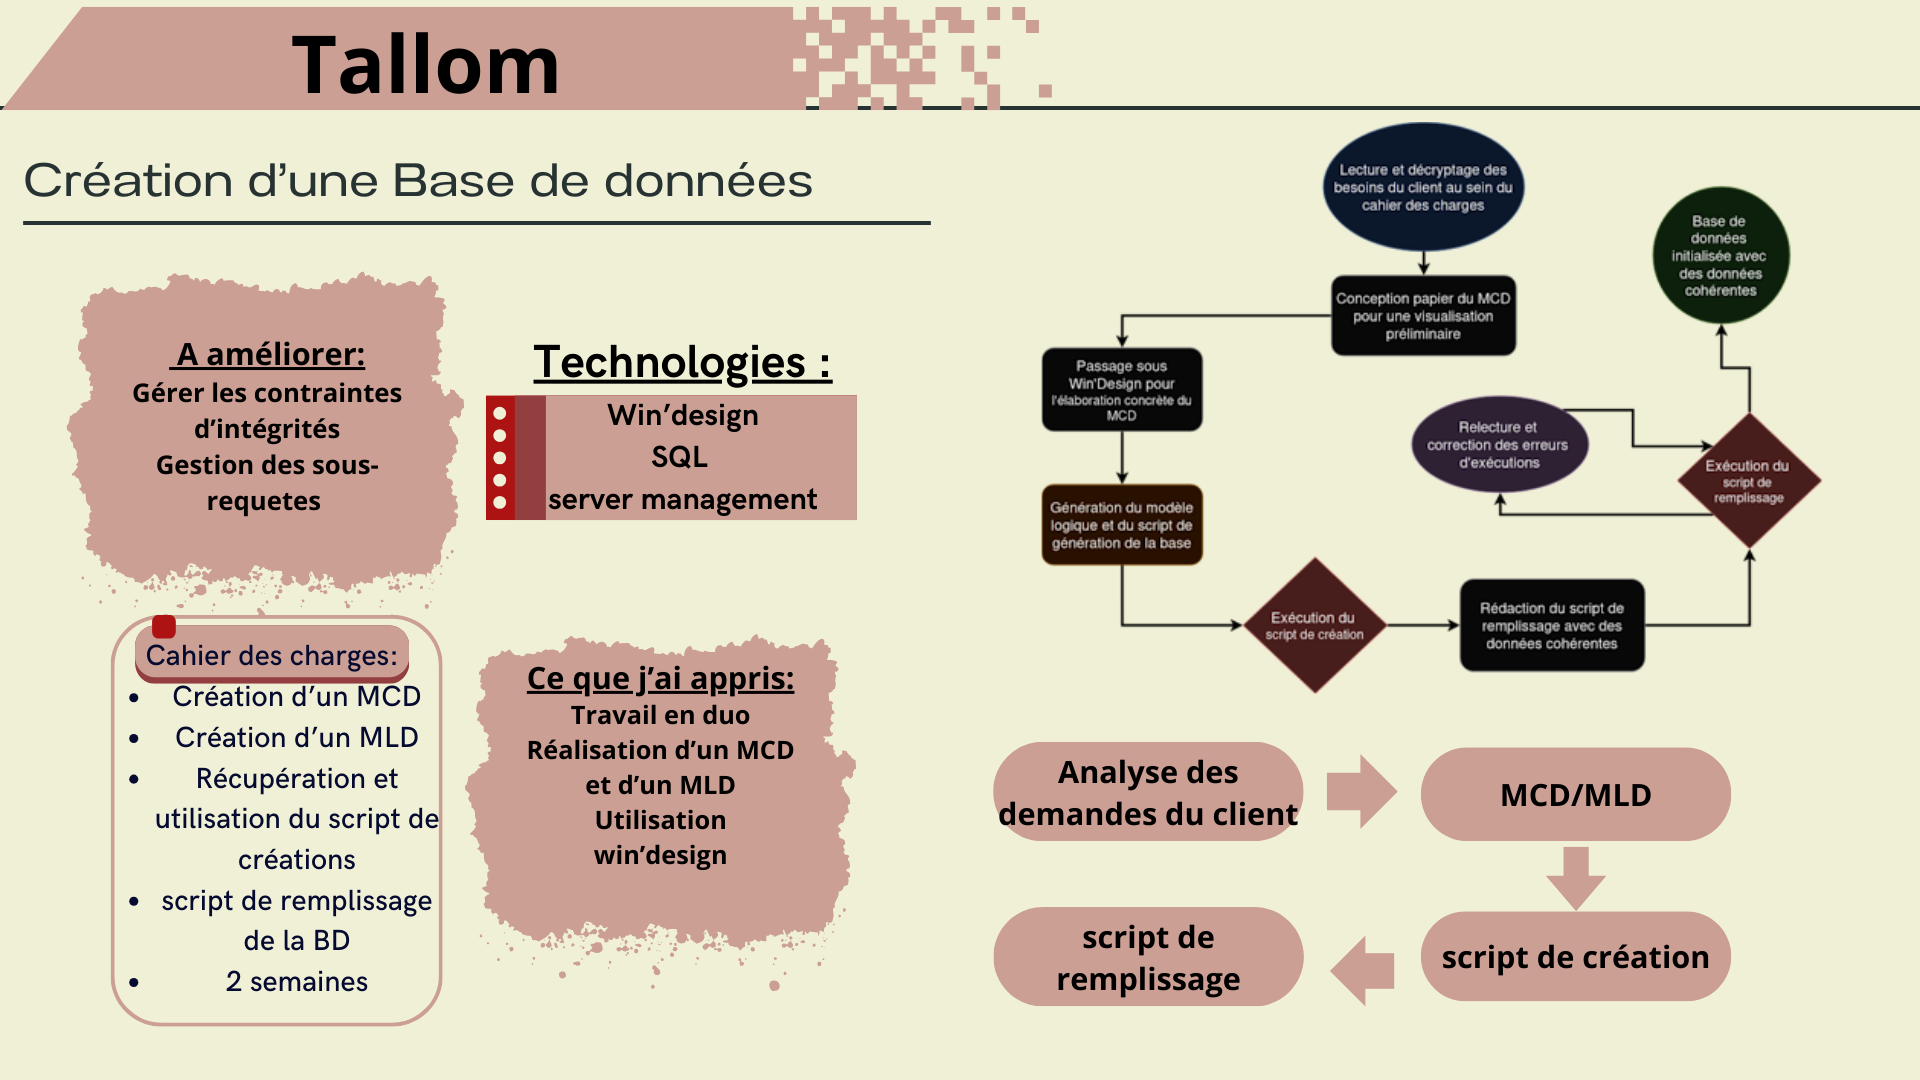 Tallom
Création d’une Base de données
A améliorer:
Gérer les contraintes
d’intégrités
Gestion des sous-
requetes
Technologies :
Win’design
SQL
server management
Cahier des charges:
• Création d’un MCD
• Création d’un MLD
• Récupération et
utilisation du script de
créations
• script de remplissage
de la BD
• 2 semaines
Ce que j’ai appris:
Travail en duo
Réalisation d’un MCD
et d’un MLD
Utilisation
win’design
Lecture et décryptage des
besoins du client au sein du
cahier des charges
Conception papier du MCD
pour une visualisation
préliminaire
Passage sous
Win'Design pour
l'élaboration concrète du
MCD
Génération du modèle
logique et du script de
génération de la base
Exécution du
script de création
Rédaction du script de
remplissage avec des
données cohérentes
Exécution du
script de
remplissage
Relecture et
correction des erreurs
d'exécutions
Base de
données
initialisée avec
des données
cohérentes
Analyse des
demandes du client
MCD/MLD
script de création
script de
remplissage